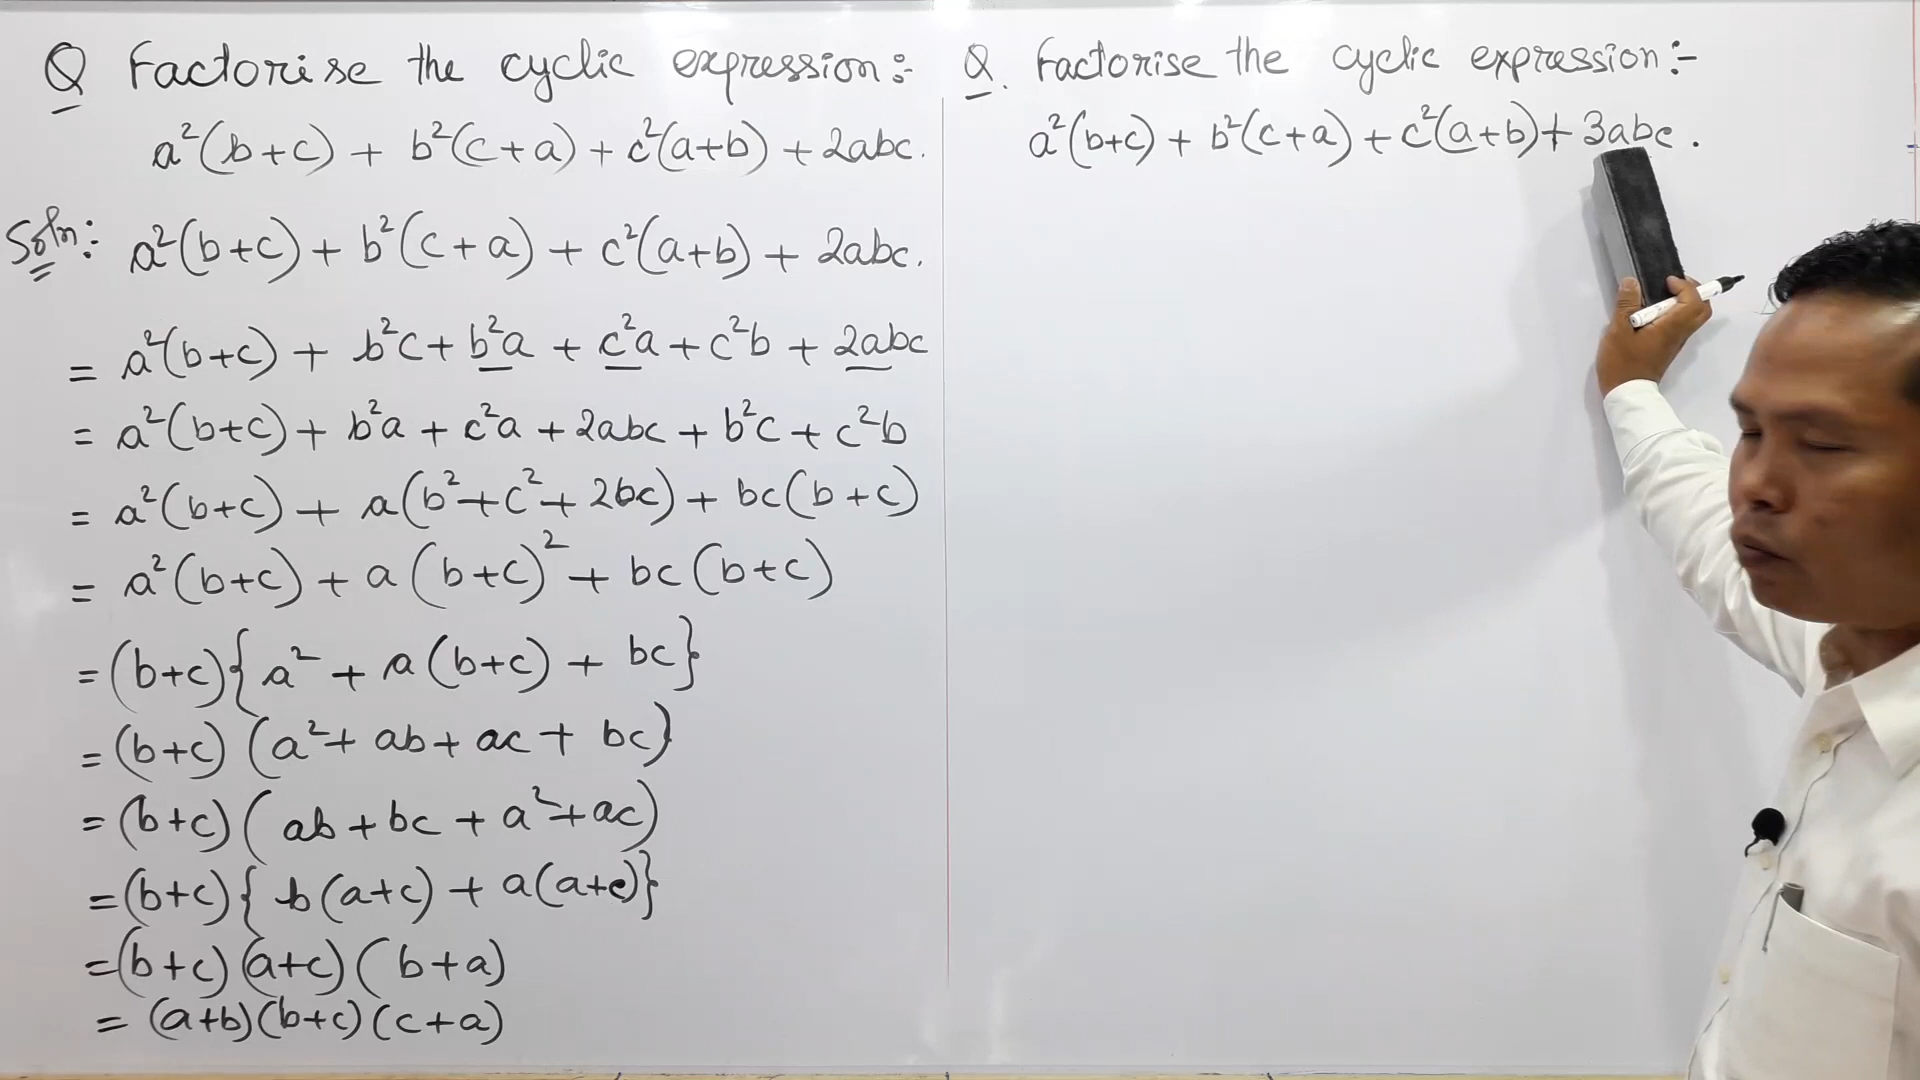 Q Factorise the cyclic expression :-
a²(b+c) + b²(c+a) + c²(a+b) + 2abc.
Soln: a²(b+c) + b²(c+a) + c²(a+b) + 2abc.
= a²(b+c) + b²c + b²a + c²a + c²b + 2abc
= a²(b+c) + b²a + c²a + 2abc + b²c + c²b
= a²(b+c) + a(b²+c²+2bc) + bc(b+c)
= a²(b+c) + a(b+c)² + bc(b+c)
= (b+c){a² + a(b+c) + bc}
= (b+c)(a²+ab+ac+bc}
= (b+c)(ab+bc+a²+ac)
= (b+c){b(a+c) + a(a+c)}
= (b+c)(a+c)(b+a)
= (a+b)(b+c)(c+a)
Q. Factorise the cyclic expression :-
a²(b+c) + b²(c+a) + c²(a+b) + 3abc.